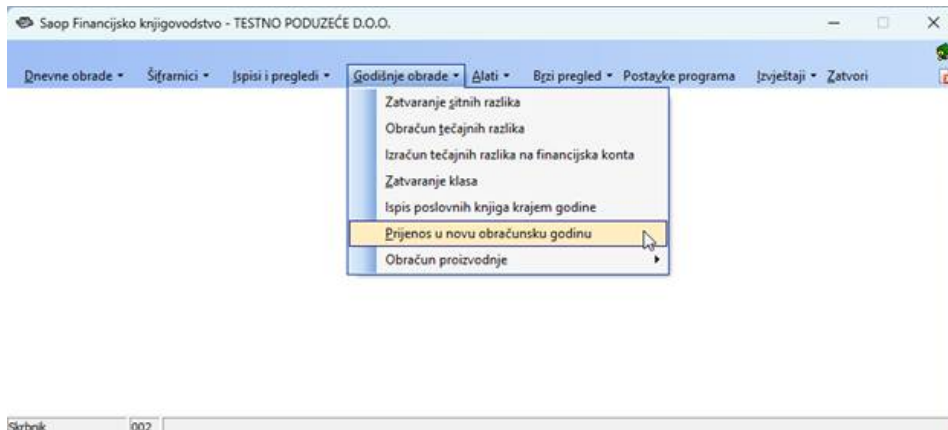 Saop Financijsko knjigovodstvo - TESTNO PODUZEĆE D.O.O.
Dnevne obrade Šifrarnici Ispisi i pregledi Godišnje obrade Alati Brzi pregled Postavke programa Izvještaji Zatvori
Zatvaranje sitnih razlika
Obračun tečajnih razlika
Izračun tečajnih razlika na financijska konta
Zatvaranje klasa
Ispis poslovnih knjiga krajem godine
Prijenos u novu obračunsku godinu
Obračun proizvodnje
Skrbnik 002